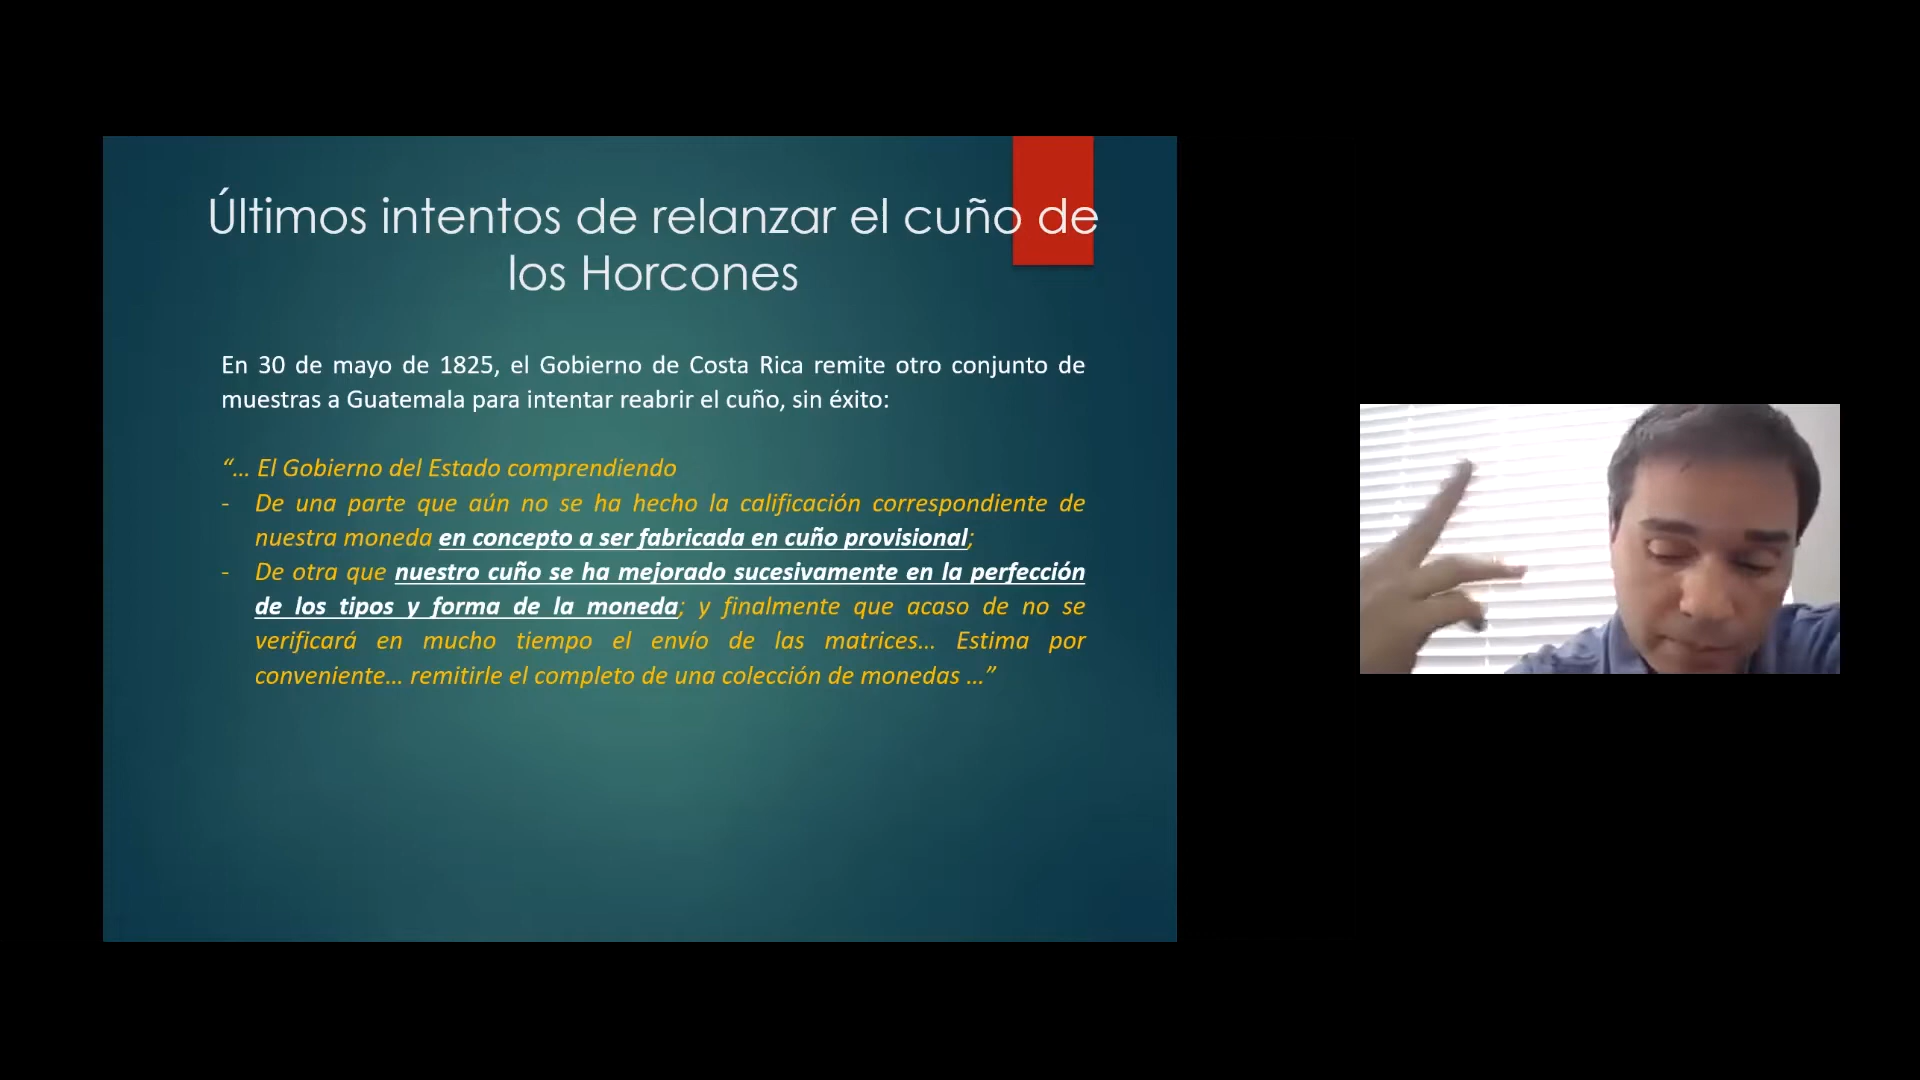 Últimos intentos de relanzar el cuño de
los Horcones
En 30 de mayo de 1825, el Gobierno de Costa Rica remite otro conjunto de
muestras a Guatemala para intentar reabrir el cuño, sin éxito:
“… El Gobierno del Estado comprendiendo
- De una parte que aún no se ha hecho la calificación correspondiente de
nuestra moneda en concepto a ser fabricada en cuño provisional;
- De otra que nuestro cuño se ha mejorado sucesivamente en la perfección
de los tipos y forma de la moneda; y finalmente que acaso de no se
verificará en mucho tiempo el envío de las matrices… Estima por
conveniente… remitirle el completo de una colección de monedas …”